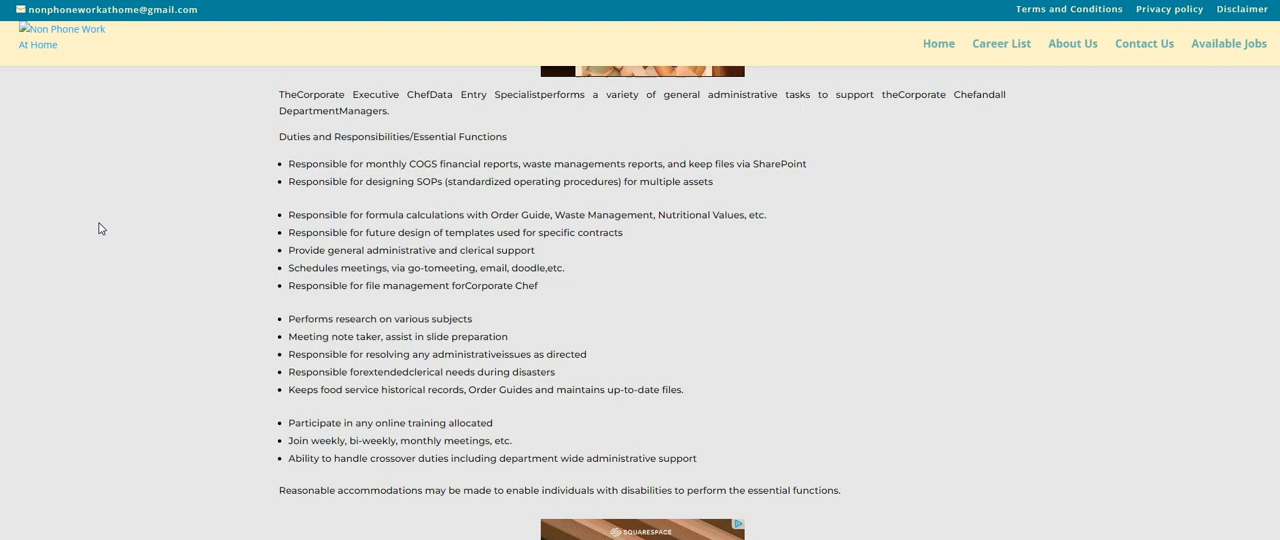 nonphoneworkathome@gmail.com
Terms and Conditions Privacy policy Disclaimer
Non Phone Work
At Home
Home Career List About Us Contact Us Available Jobs
TheCorporate Executive ChefData Entry Specialistperforms a variety of general administrative tasks to support theCorporate Chefandall
DepartmentManagers.
Duties and Responsibilities/Essential Functions
Responsible for monthly COGS financial reports, waste managements reports, and keep files via SharePoint
Responsible for designing SOPs (standardized operating procedures) for multiple assets
Responsible for formula calculations with Order Guide, Waste Management, Nutritional Values, etc.
Responsible for future design of templates used for specific contracts
Provide general administrative and clerical support
Schedules meetings, via go-tomeeting, email, doodle,etc.
Responsible for file management forCorporate Chef
Performs research on various subjects
Meeting note taker, assist in slide preparation
Responsible for resolving any administrativeissues as directed
Responsible forextendedclerical needs during disasters
Keeps food service historical records, Order Guides and maintains up-to-date files.
Participate in any online training allocated
Join weekly, bi-weekly, monthly meetings, etc.
Ability to handle crossover duties including department wide administrative support
Reasonable accommodations may be made to enable individuals with disabilities to perform the essential functions.
SQUARESPACE